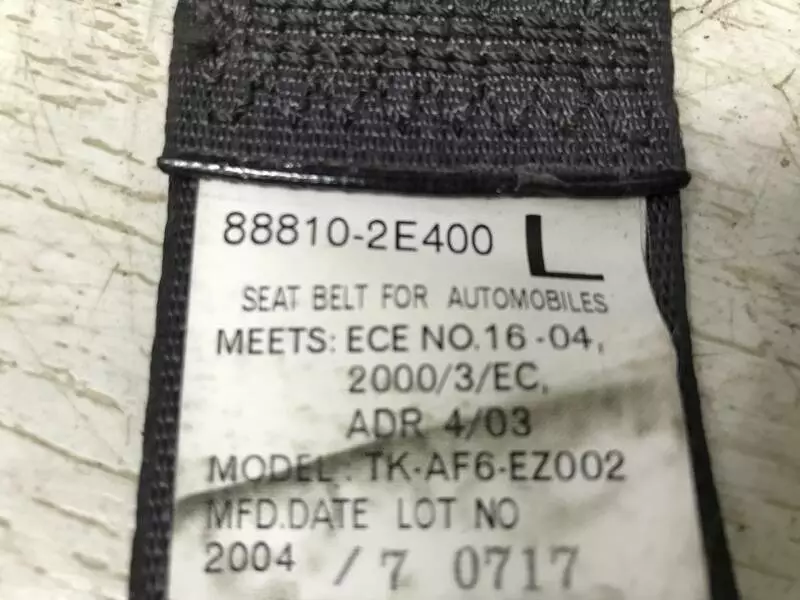 88810-2E400 L
SEAT BELT FOR AUTOMOBILES
MEETS: ECE NO.16-04,
2000/3/EC,
ADR 4/03
MODEL: TK-AF6-EZ002
MFD.DATE LOT NO
2004 / 7 0717